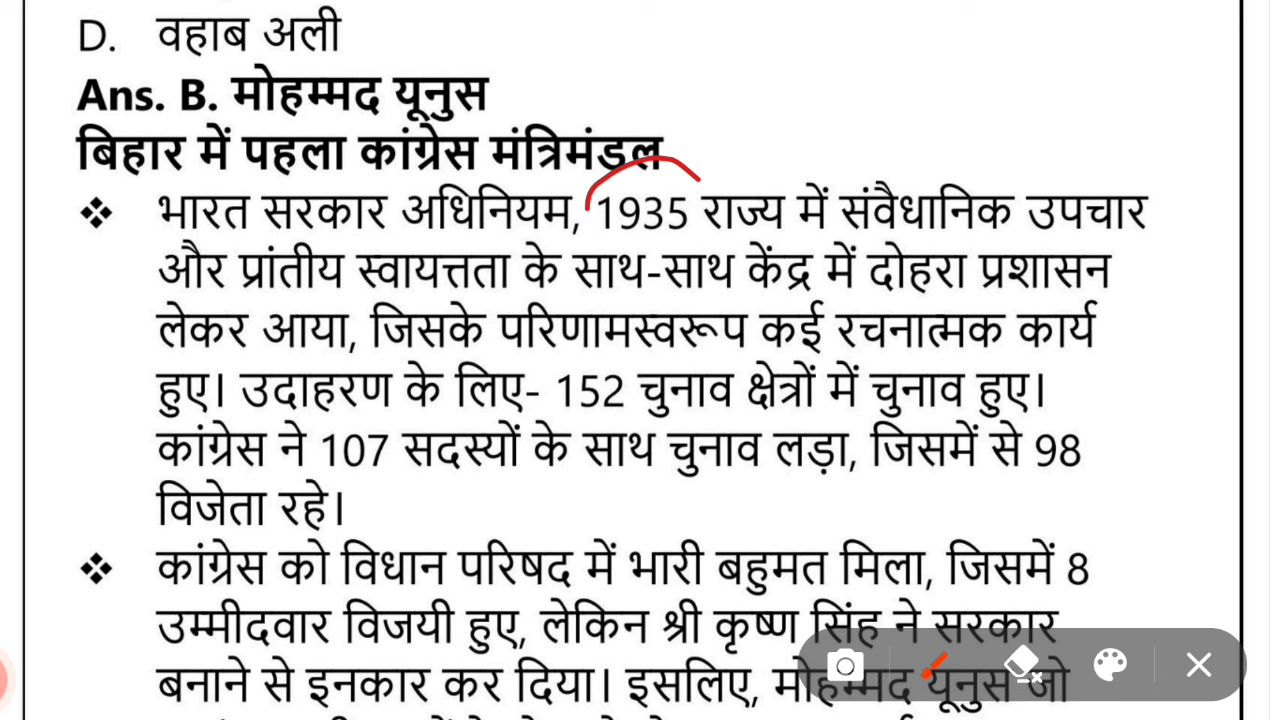 D. वहाब अली
Ans. B. मोहम्मद यूनुस
बिहार में पहला कांग्रेस मंत्रिमंडल
❖ भारत सरकार अधिनियम, 1935 राज्य में संवैधानिक उपचार
और प्रांतीय स्वायत्तता के साथ-साथ केंद्र में दोहरा प्रशासन
लेकर आया, जिसके परिणामस्वरूप कई रचनात्मक कार्य
हुए। उदाहरण के लिए- 152 चुनाव क्षेत्रों में चुनाव हुए।
कांग्रेस ने 107 सदस्यों के साथ चुनाव लड़ा, जिसमें से 98
विजेता रहे।
❖ कांग्रेस को विधान परिषद में भारी बहुमत मिला, जिसमें 8
उम्मीदवार विजयी हुए, लेकिन श्री कृष्ण सिंह ने सरकार
बनाने से इनकार कर दिया। इसलिए, मोहम्मद यूनुस जो